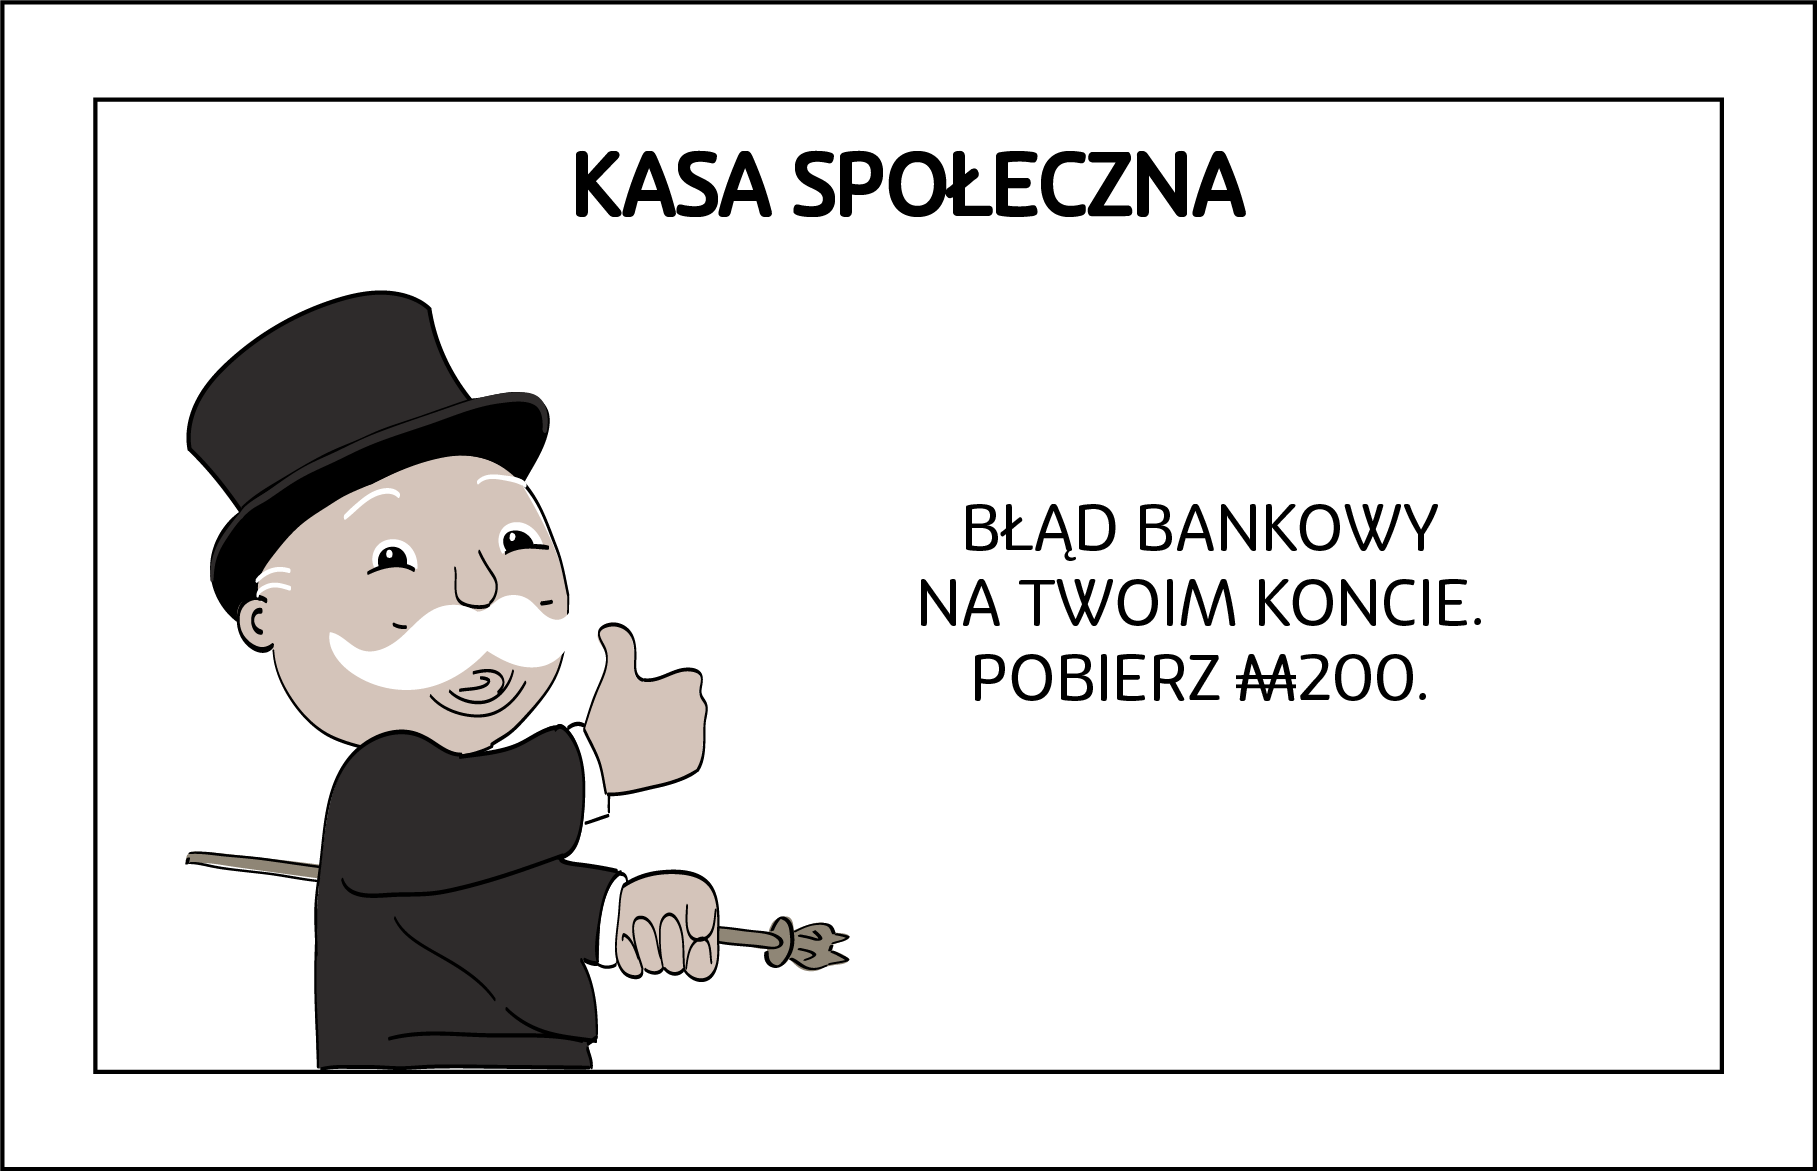 KASA SPOŁECZNA
BŁĄD BANKOWY
NA TWOIM KONCIE.
POBIERZ ₳200.